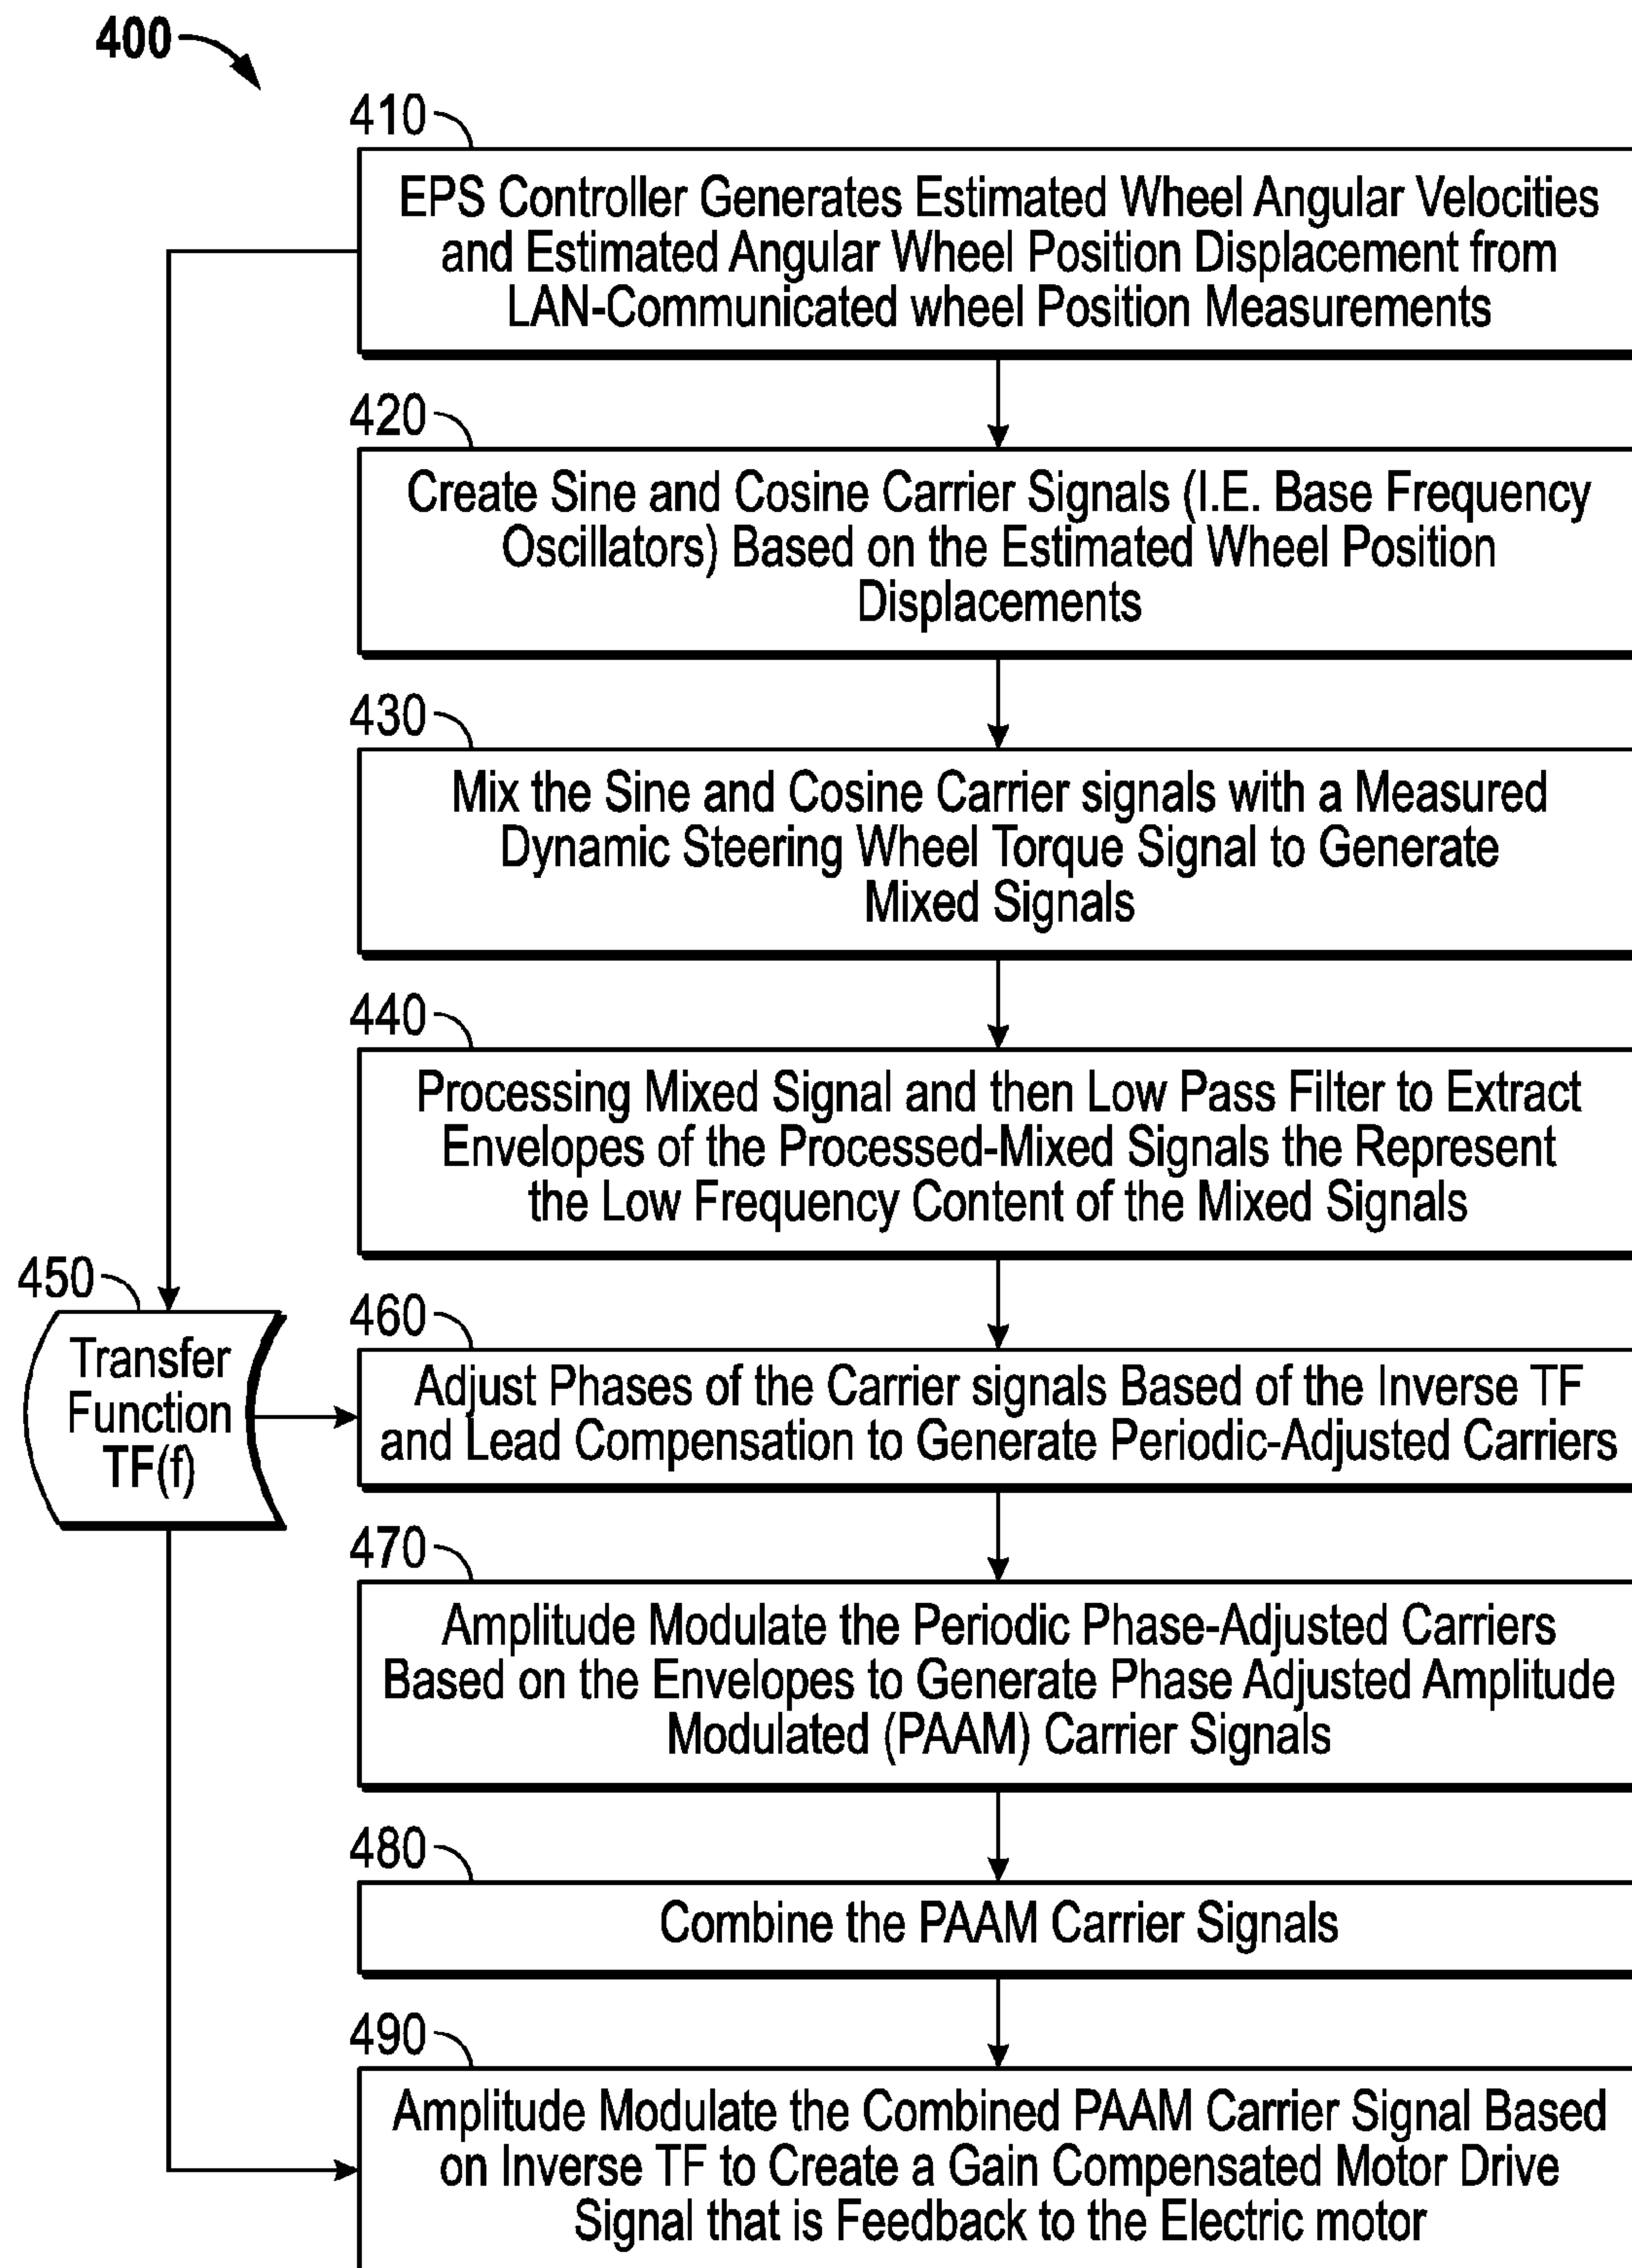 400
410
EPS Controller Generates Estimated Wheel Angular Velocities
and Estimated Angular Wheel Position Displacement from
LAN-Communicated wheel Position Measurements
420
Create Sine and Cosine Carrier Signals (I.E. Base Frequency
Oscillators) Based on the Estimated Wheel Position
Displacements
430
Mix the Sine and Cosine Carrier signals with a Measured
Dynamic Steering Wheel Torque Signal to Generate
Mixed Signals
440
Processing Mixed Signal and then Low Pass Filter to Extract
Envelopes of the Processed-Mixed Signals the Represent
the Low Frequency Content of the Mixed Signals
450
Transfer
Function
TF(f)
460
Adjust Phases of the Carrier signals Based of the Inverse TF
and Lead Compensation to Generate Periodic-Adjusted Carriers
470
Amplitude Modulate the Periodic Phase-Adjusted Carriers
Based on the Envelopes to Generate Phase Adjusted Amplitude
Modulated (PAAM) Carrier Signals
480
Combine the PAAM Carrier Signals
490
Amplitude Modulate the Combined PAAM Carrier Signal Based
on Inverse TF to Create a Gain Compensated Motor Drive
Signal that is Feedback to the Electric motor